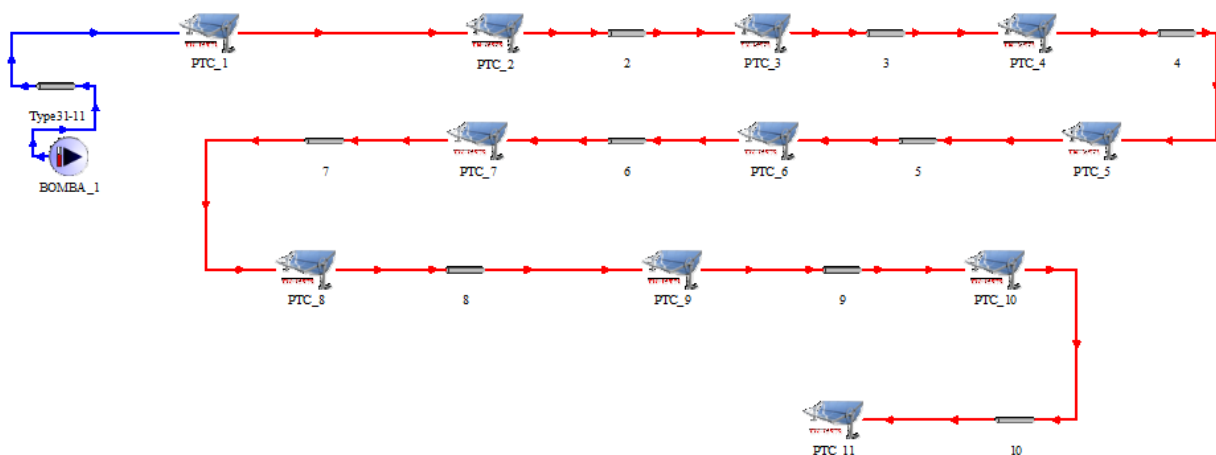 PTC_1
PTC_2
2
PTC_3
3
PTC_4
4
Type31-11
BOMBA_1
7
PTC_7
6
PTC_6
5
PTC_5
PTC_8
8
PTC_9
9
PTC_10
PTC_11
10